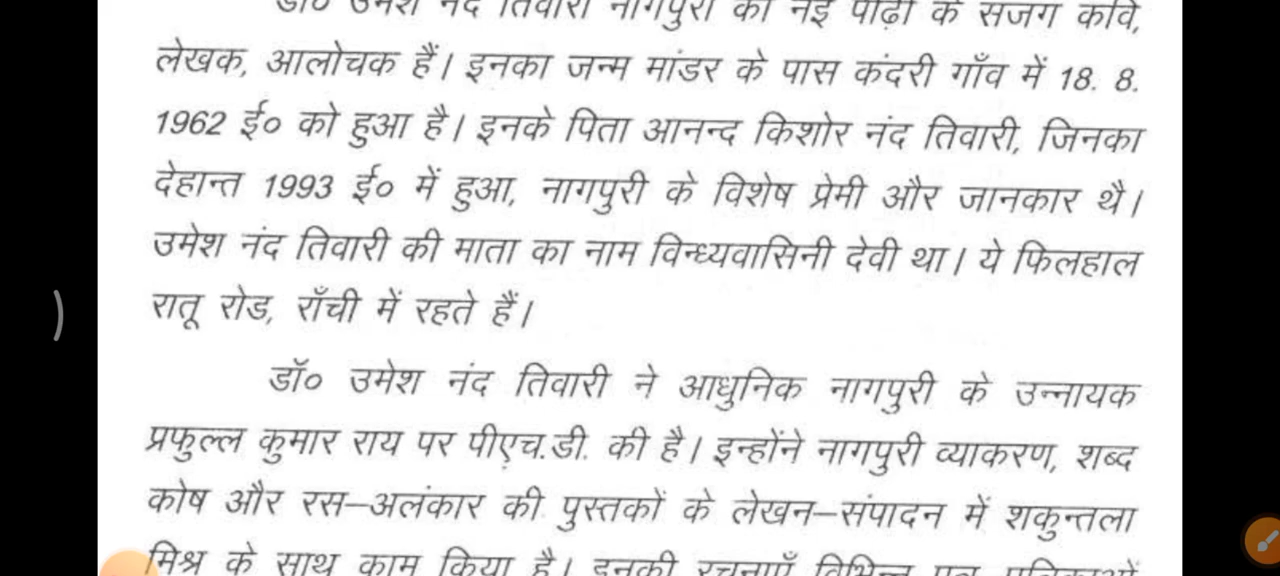 डॉ० उमेश नंद तिवारी नागपुरी की नई पीढ़ी के सजग कवि,
लेखक, आलोचक हैं। इनका जन्म मांडर के पास कंदरी गाँव में 18. 8.
1962 ई० को हुआ है। इनके पिता आनन्द किशोर नंद तिवारी, जिनका
देहान्त 1993 ई० में हुआ, नागपुरी के विशेष प्रेमी और जानकार थै।
उमेश नंद तिवारी की माता का नाम विन्ध्यवासिनी देवी था। ये फिलहाल
रातू रोड, राँची में रहते हैं।
डॉ० उमेश नंद तिवारी ने आधुनिक नागपुरी के उन्नायक
प्रफुल्ल कुमार राय पर पीएच.डी. की है। इन्होंने नागपुरी व्याकरण, शब्द
कोष और रस–अलंकार की पुस्तकों के लेखन–संपादन में शकुन्तला
मिश्र के साथ काम किया है। इनकी रचनाएँ विभिन्न